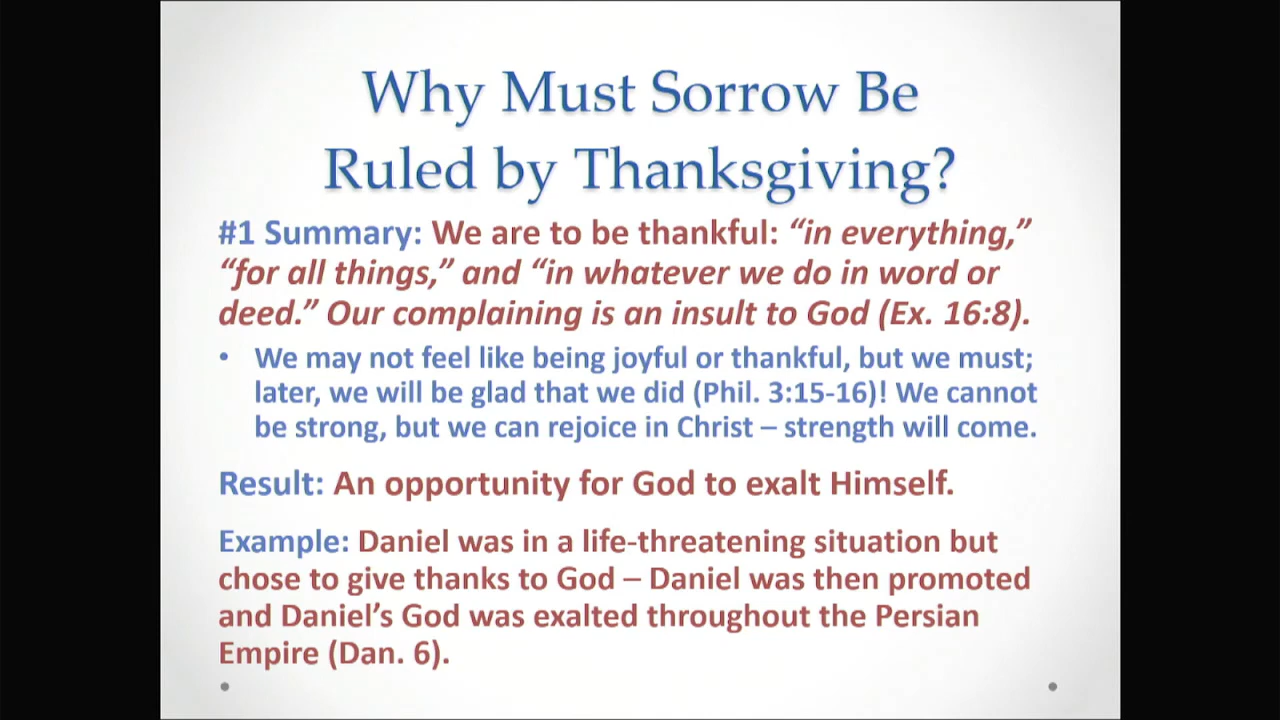 Why Must Sorrow Be
Ruled by Thanksgiving?
#1 Summary: We are to be thankful: “in everything,”
“for all things,” and “in whatever we do in word or
deed.” Our complaining is an insult to God (Ex. 16:8).
• We may not feel like being joyful or thankful, but we must;
later, we will be glad that we did (Phil. 3:15-16)! We cannot
be strong, but we can rejoice in Christ – strength will come.
Result: An opportunity for God to exalt Himself.
Example: Daniel was in a life-threatening situation but
chose to give thanks to God – Daniel was then promoted
and Daniel’s God was exalted throughout the Persian
Empire (Dan. 6).